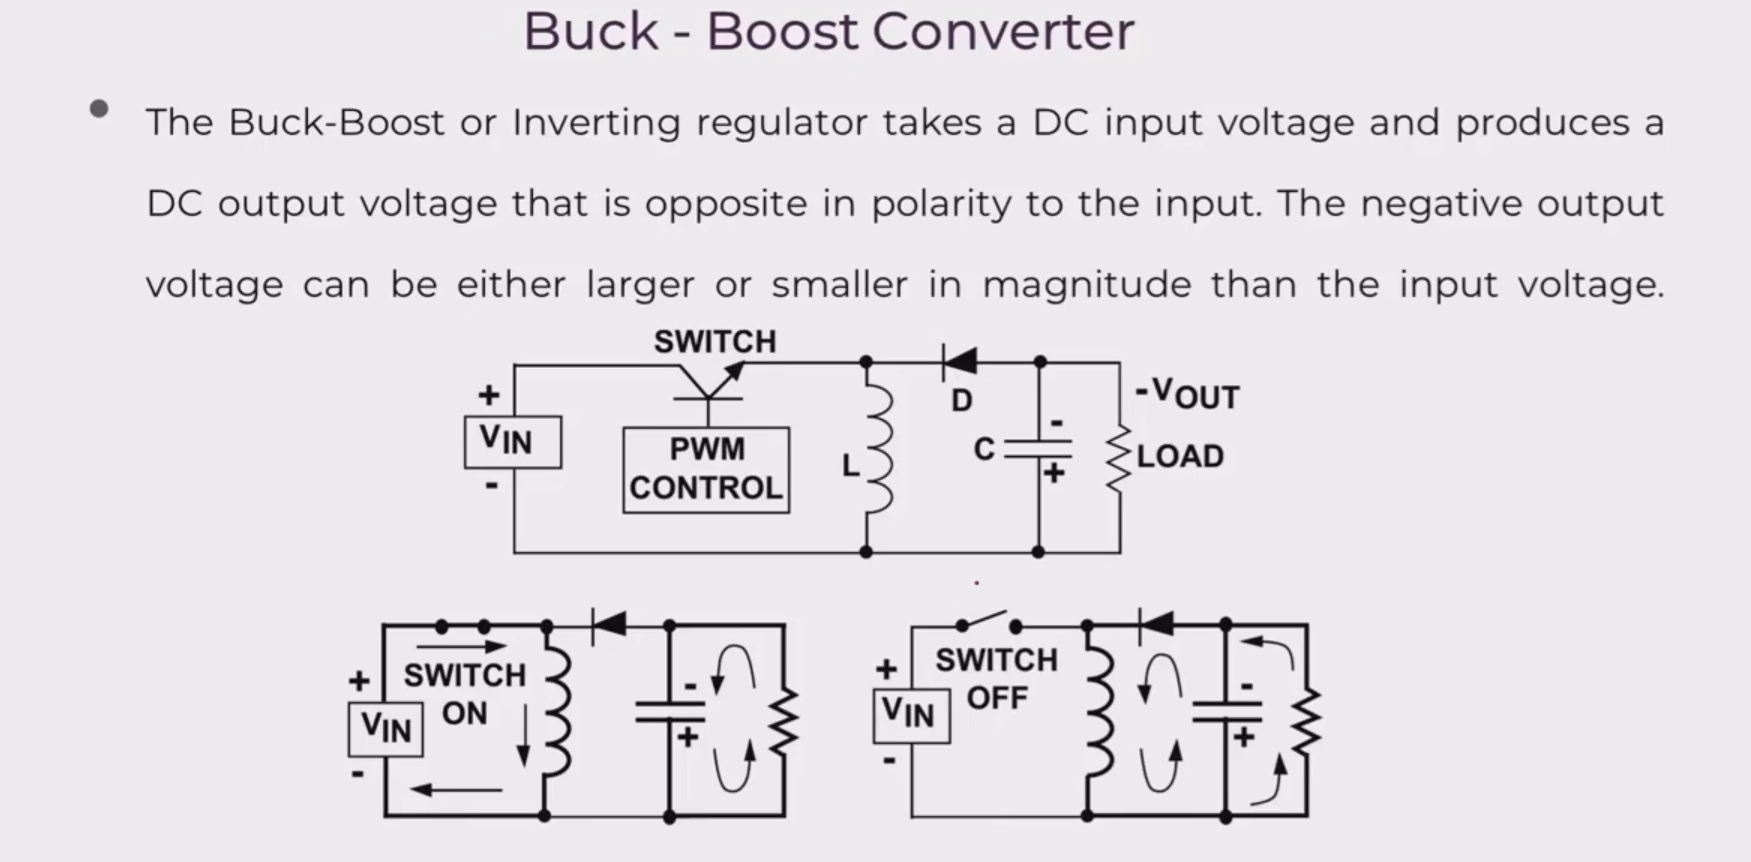 Buck - Boost Converter
The Buck-Boost or Inverting regulator takes a DC input voltage and produces a
DC output voltage that is opposite in polarity to the input. The negative output
voltage can be either larger or smaller in magnitude than the input voltage.
SWITCH
+
VIN
-
PWM
CONTROL
L
D
C
-
+
-VOUT
LOAD
+
VIN
-
SWITCH
ON
-
+
+
VIN
-
SWITCH
OFF
-
+